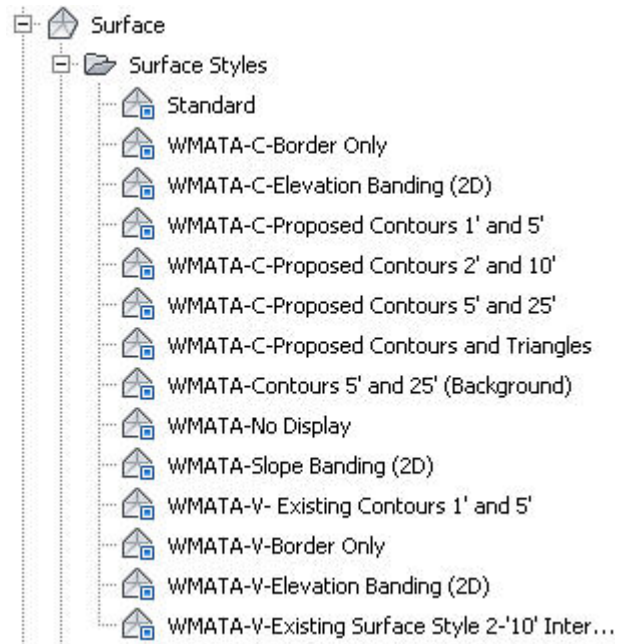 Surface
Surface Styles
Standard
WMATA-C-Border Only
WMATA-C-Elevation Banding (2D)
WMATA-C-Proposed Contours 1' and 5'
WMATA-C-Proposed Contours 2' and 10'
WMATA-C-Proposed Contours 5' and 25'
WMATA-C-Proposed Contours and Triangles
WMATA-Contours 5' and 25' (Background)
WMATA-No Display
WMATA-Slope Banding (2D)
WMATA-V- Existing Contours 1' and 5'
WMATA-V-Border Only
WMATA-V-Elevation Banding (2D)
WMATA-V-Existing Surface Style 2-'10' Inter...